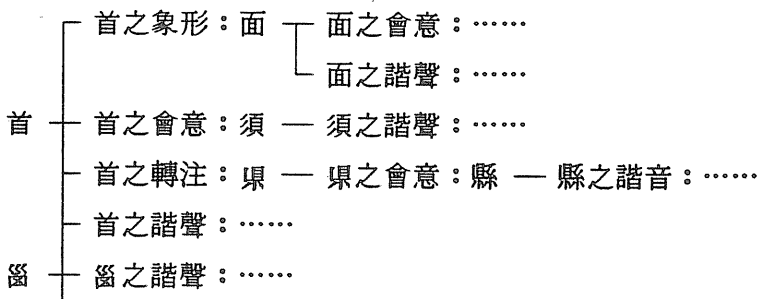 首之象形：面 面之會意：……
面之諧聲：……
首 首之會意：須 須之諧聲：……
首之轉注：県 県之會意：縣 縣之諧音：……
首之諧聲：……
之諧聲：……